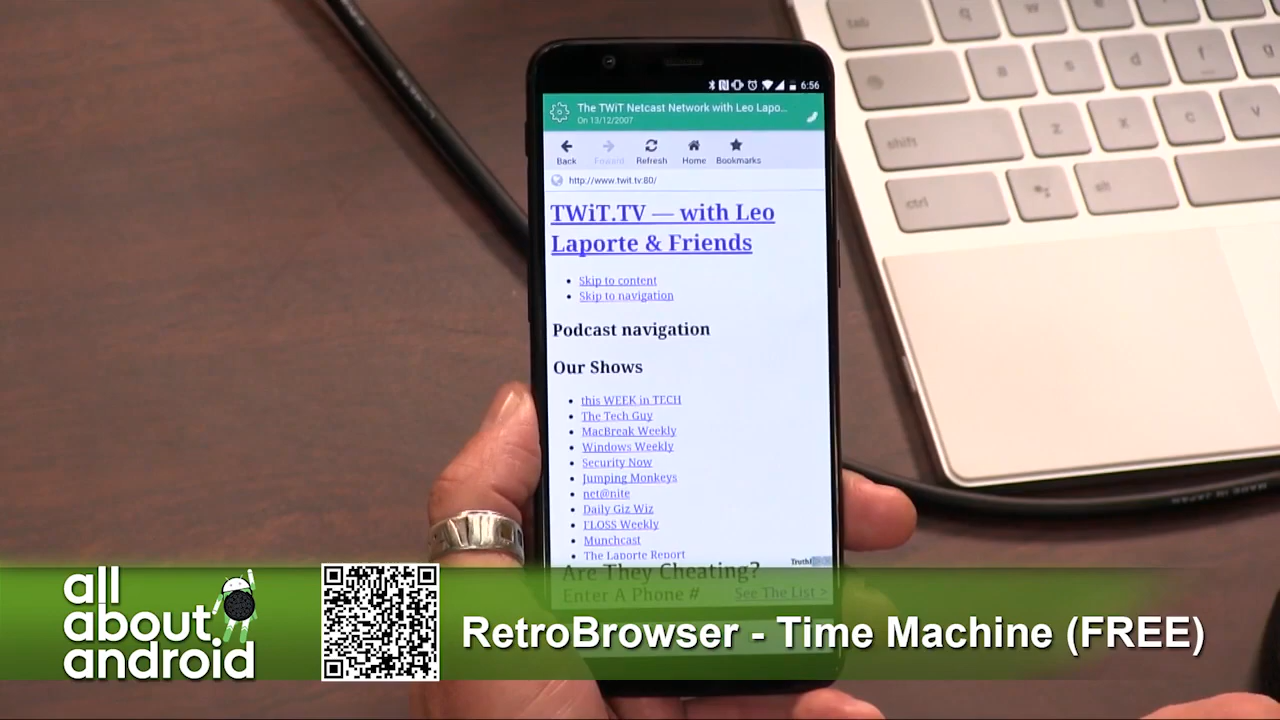 6:56
The TWiT Netcast Network with Leo Lapo...
On 13/12/2007
Back Foward Refresh Home Bookmarks
http://www.twit.tv:80/
TWiT.TV — with Leo
Laporte & Friends
Skip to content
Skip to navigation
Podcast navigation
Our Shows
this WEEK in TECH
The Tech Guy
MacBreak Weekly
Windows Weekly
Security Now
Jumping Monkeys
net@nite
Daily Giz Wiz
FLOSS Weekly
Munchcast
The Laporte Report
Are They Cheating?
Enter A Phone # See The List >
tab q w e
a s d f g
shift z x c v
ctrl alt
MADE IN JAPAN
all
about
android
RetroBrowser - Time Machine (FREE)